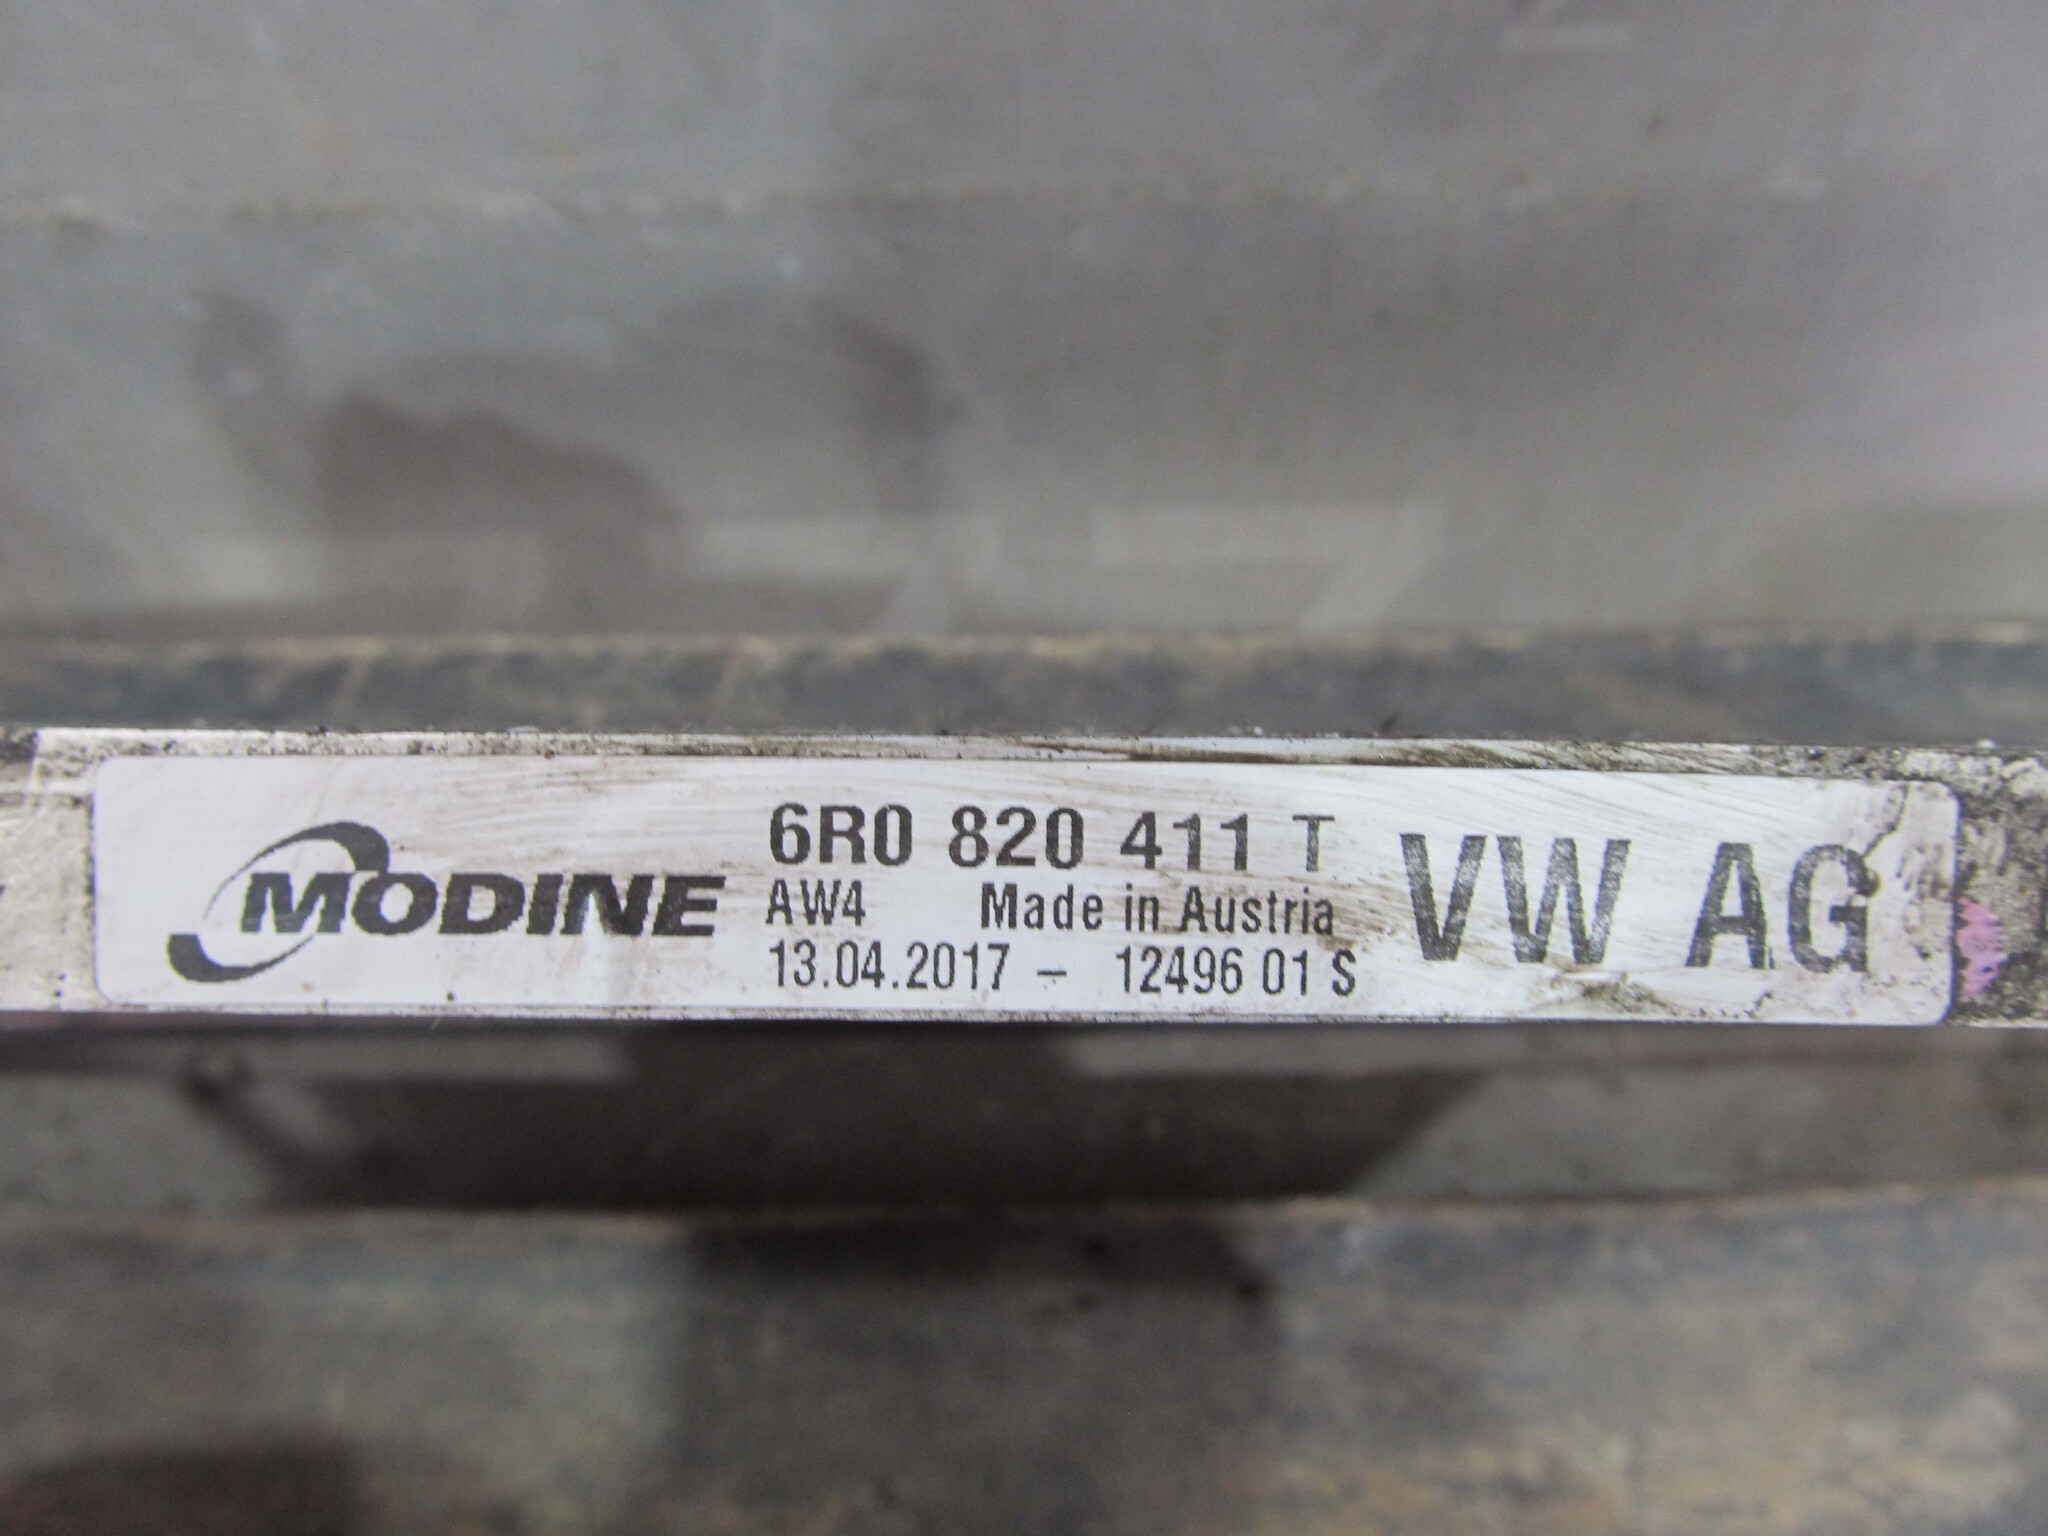 MODINE
6R0 820 411 T
AW4 Made in Austria
13.04.2017 - 12496 01 S
VW AG